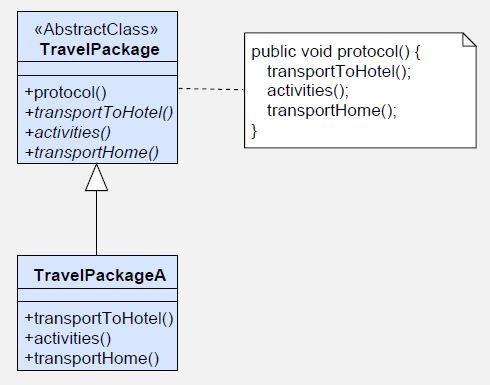 «AbstractClass»
TravelPackage
+protocol()
+transportToHotel()
+activities()
+transportHome()
public void protocol() {
transportToHotel();
activities();
transportHome();
}
TravelPackageA
+transportToHotel()
+activities()
+transportHome()